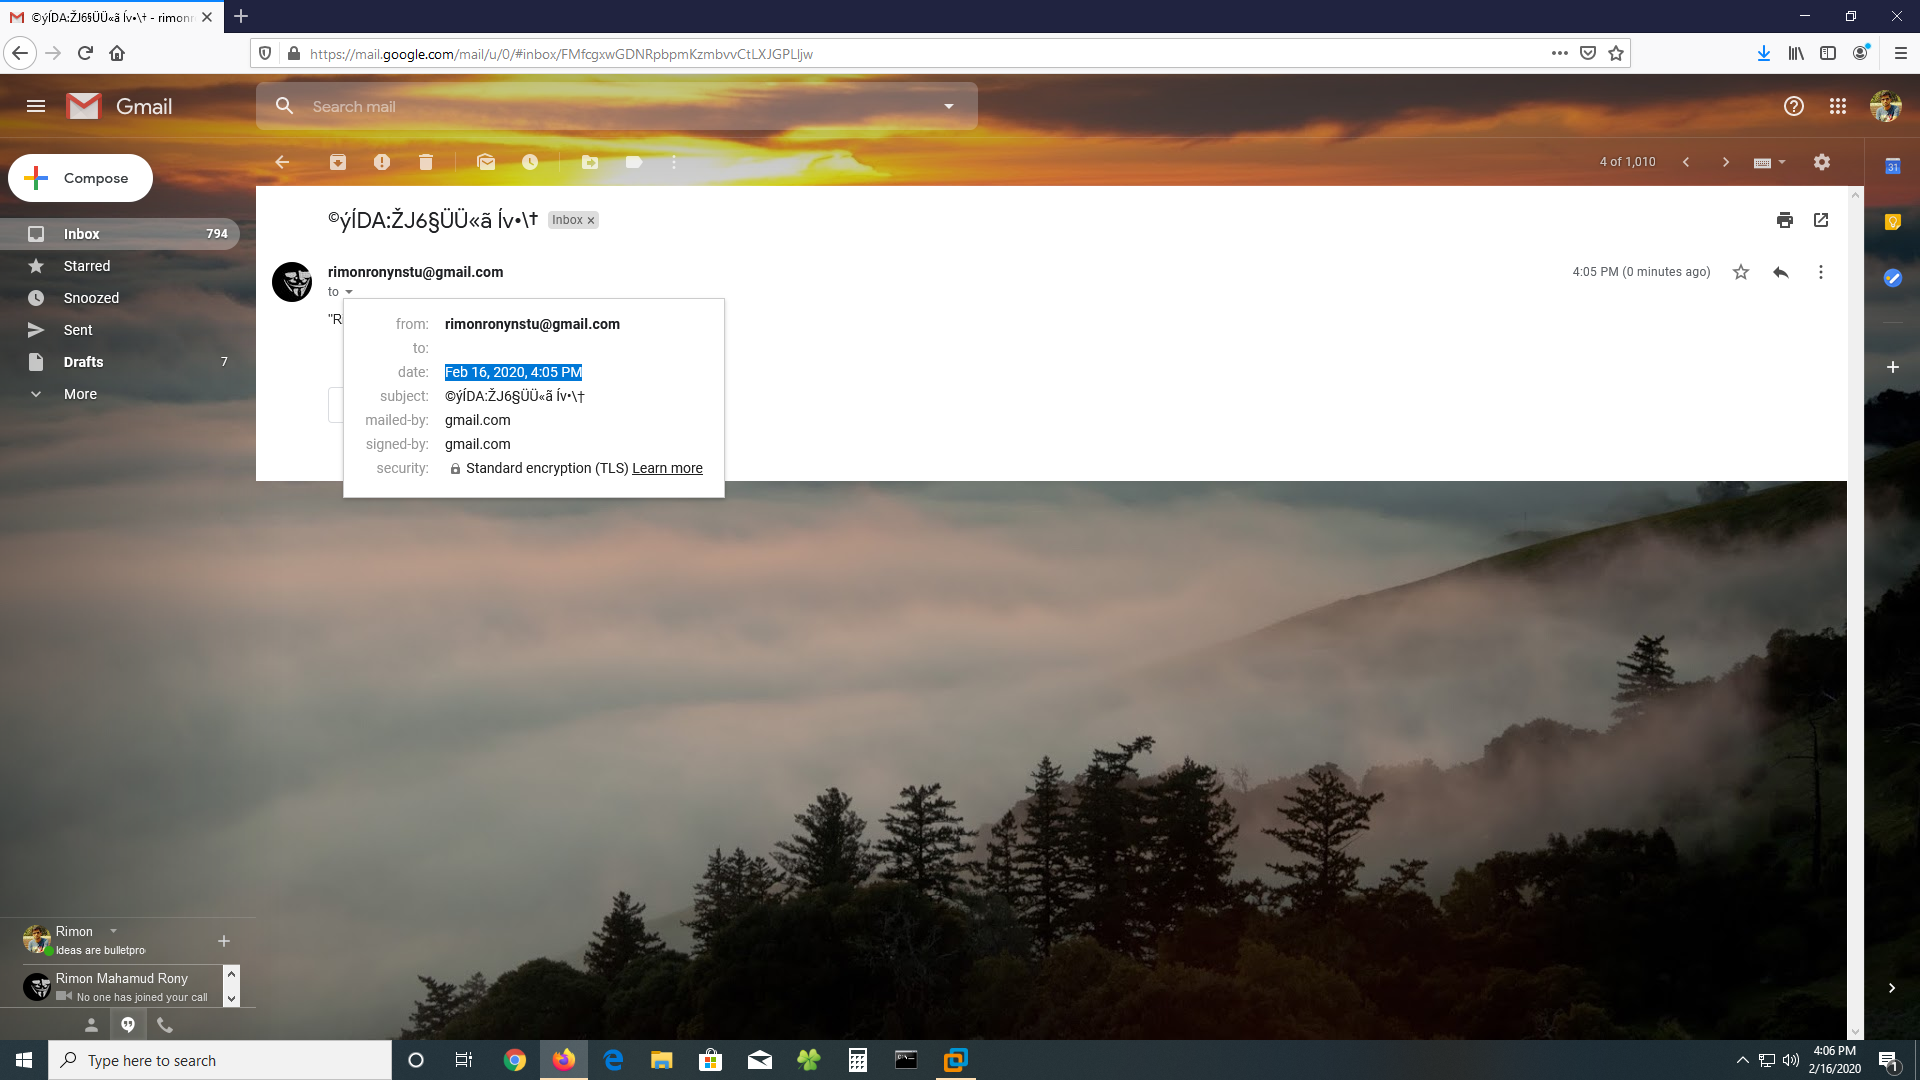 ©ýÍDA:ŽJ6§ÜÜ«ã Ív•\† - rimonr
https://mail.google.com/mail/u/0/#inbox/FMfcgxwGDNRpbpmKzmbvvCtLXJGPLljw
Gmail
Search mail
4 of 1,010
31
Compose
©ýÍDA:ŽJ6§ÜÜ«ã Ív•\† Inbox ×
Inbox 794
Starred
Snoozed
Sent
Drafts 7
More
rimonronynstu@gmail.com
4:05 PM (0 minutes ago)
to
"R
from: rimonronynstu@gmail.com
to:
date: Feb 16, 2020, 4:05 PM
subject: ©ýÍDA:ŽJ6§ÜÜ«ã Ív•\†
mailed-by: gmail.com
signed-by: gmail.com
security: Standard encryption (TLS) Learn more
Rimon
Ideas are bulletpro
Rimon Mahamud Rony
No one has joined your call
Type here to search
4:06 PM
2/16/2020
1